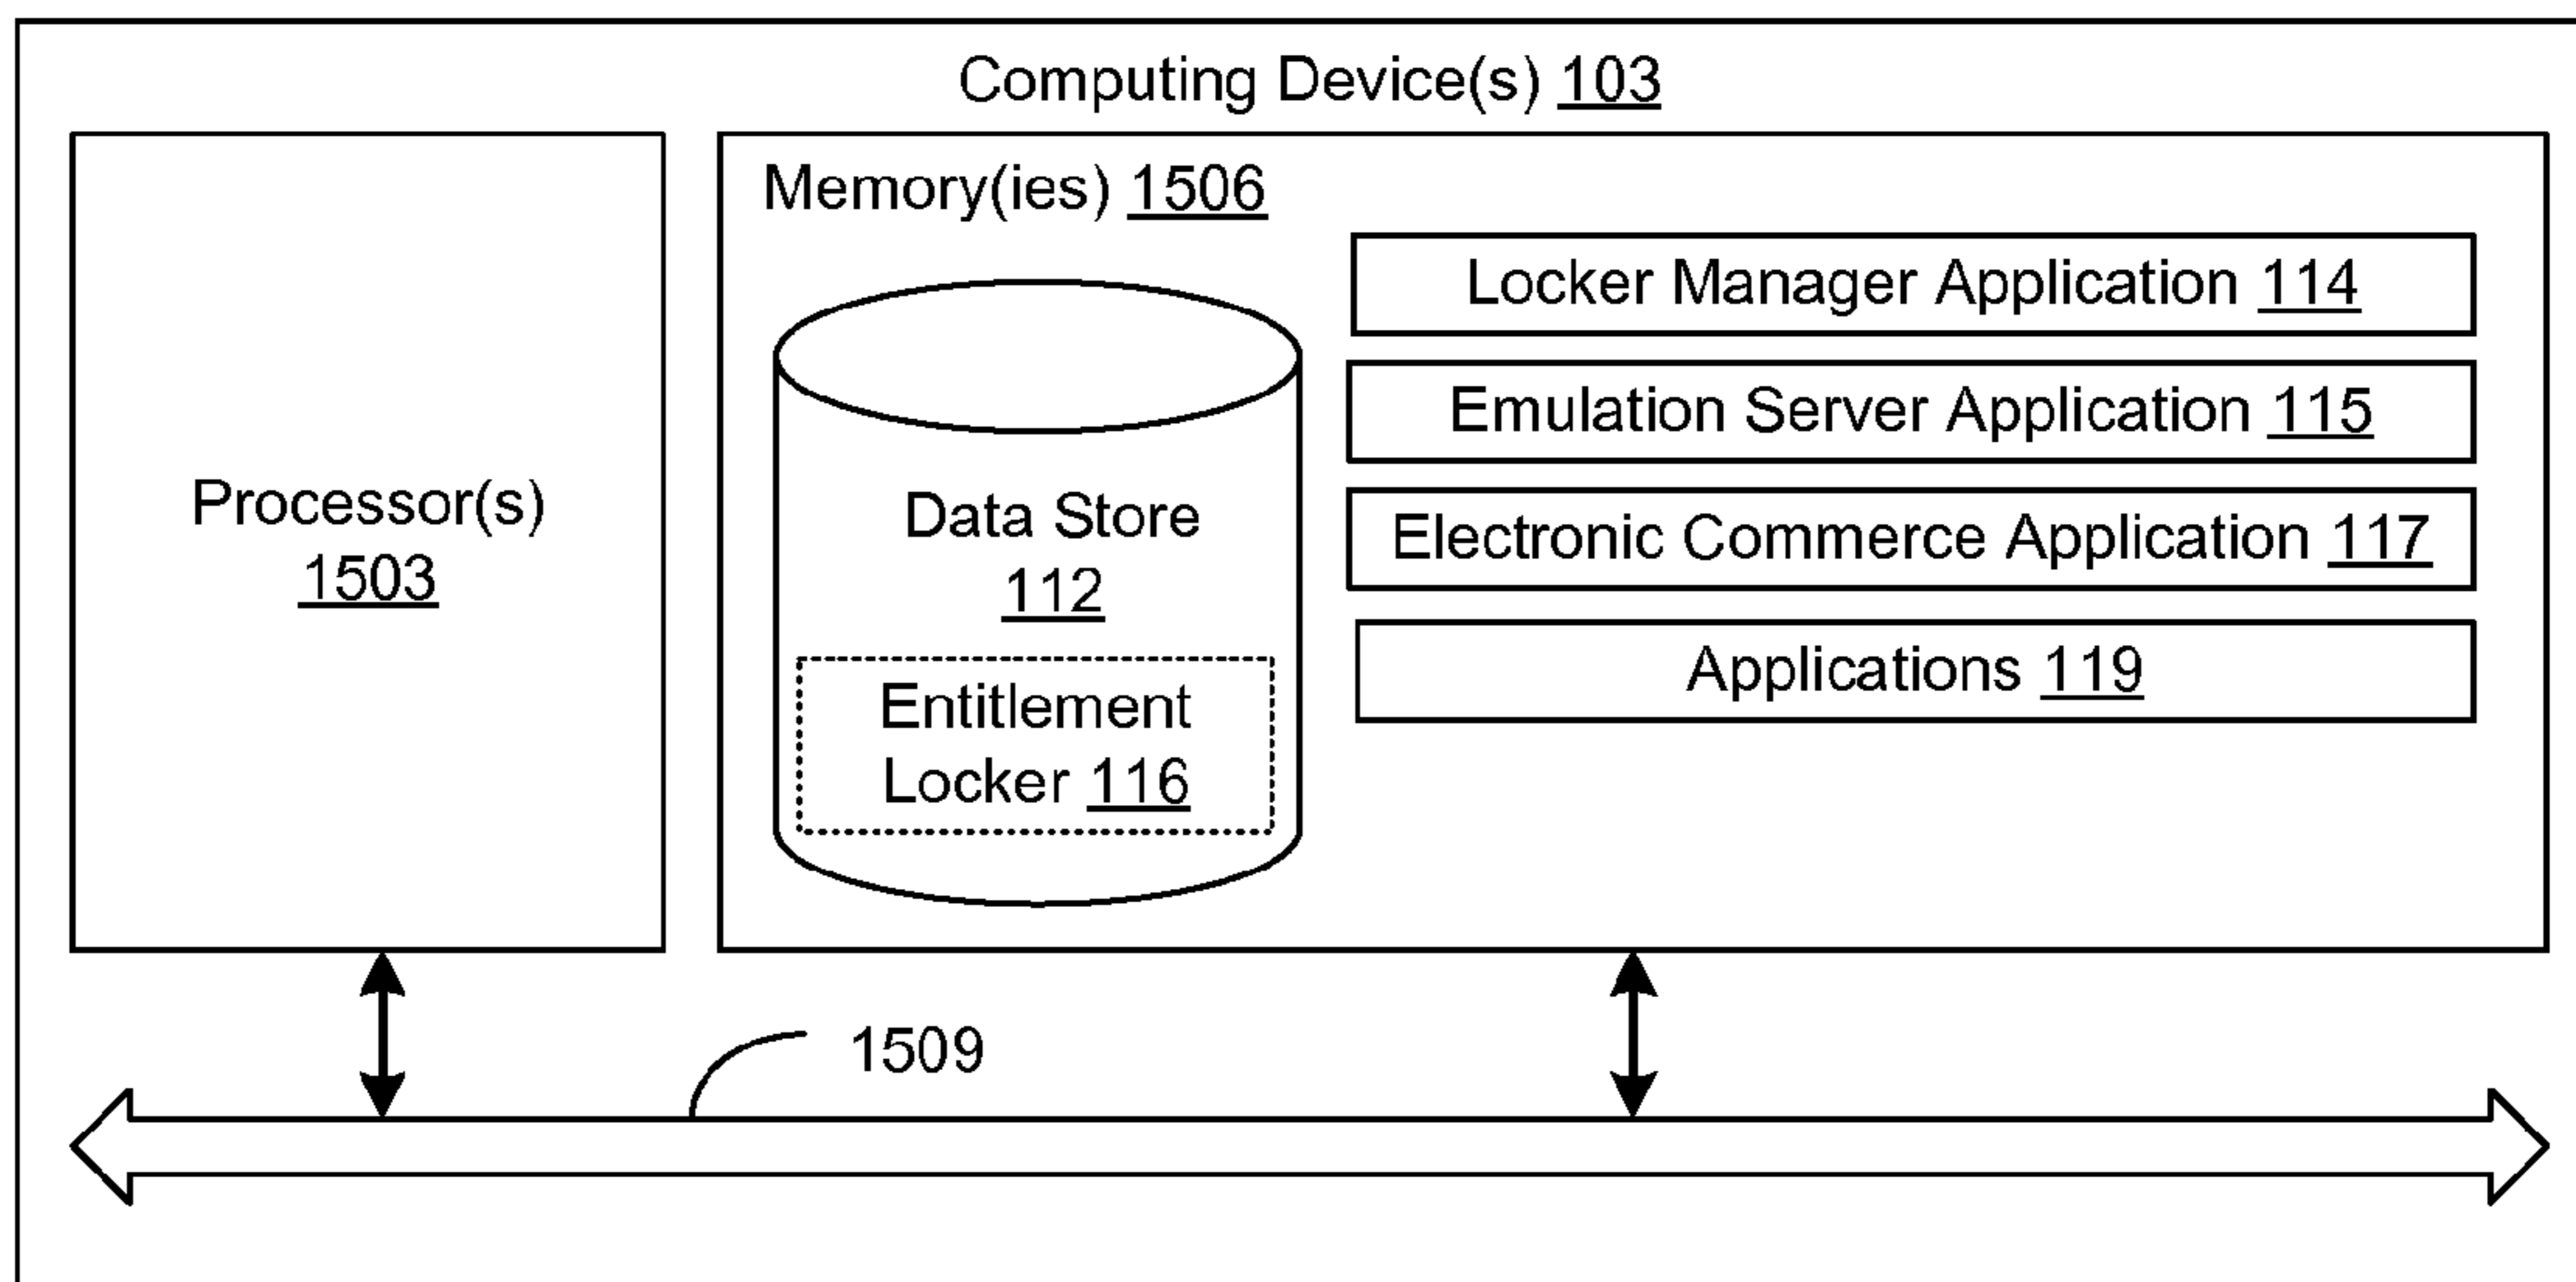 Computing Device(s) 103
Processor(s)
1503
Memory(ies) 1506
Data Store
112
Entitlement
Locker 116
Locker Manager Application 114
Emulation Server Application 115
Electronic Commerce Application 117
Applications 119
1509